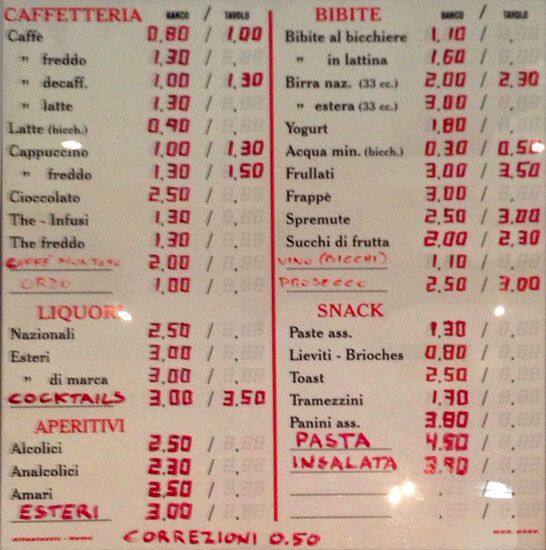 CAFFETTERIA BANCO / TAVOLO
Caffè 0,80 / 1,00
" freddo 1,30 /
" decaff. 1,00 / 1,30
" latte 1,30 /
Latte (bicch.) 0,90 /
Cappuccino 1,00 / 1,30
" freddo 1,30 / 1,50
Cioccolato 2,50 /
The - Infusi 1,30 /
The freddo 1,30 /
CAFFÈ MONTATO 2,00 /
ORZO 1,00 /
LIQUORI
Nazionali 2,50 /
Esteri 3,00 /
" di marca 3,00 /
COCKTAILS 3,00 / 3,50
APERITIVI
Alcolici 2,50 /
Analcolici 2,30 /
Amari 2,50 /
ESTERI 3,00 /
BIBITE BANCO / TAVOLO
Bibite al bicchiere 1,10 /
" in lattina 1,60 /
Birra naz. (33 cc.) 2,00 / 2,30
" estera (33 cc.) 3,00 /
Yogurt 1,80 /
Acqua min. (bicch.) 0,30 / 0,50
Frullati 3,00 / 3,50
Frappè 3,00 /
Spremute 2,50 / 3,00
Succhi di frutta 2,00 / 2,30
VINO (BICCH) 1,10 /
PROSECCO 2,50 / 3,00
SNACK
Paste ass. 1,30 /
Lieviti - Brioches 0,80 /
Toast 2,50 /
Tramezzini 1,70 /
Panini ass. 3,80 /
PASTA 4,50 /
INSALATA 3,90 /
CORREZIONI 0.50